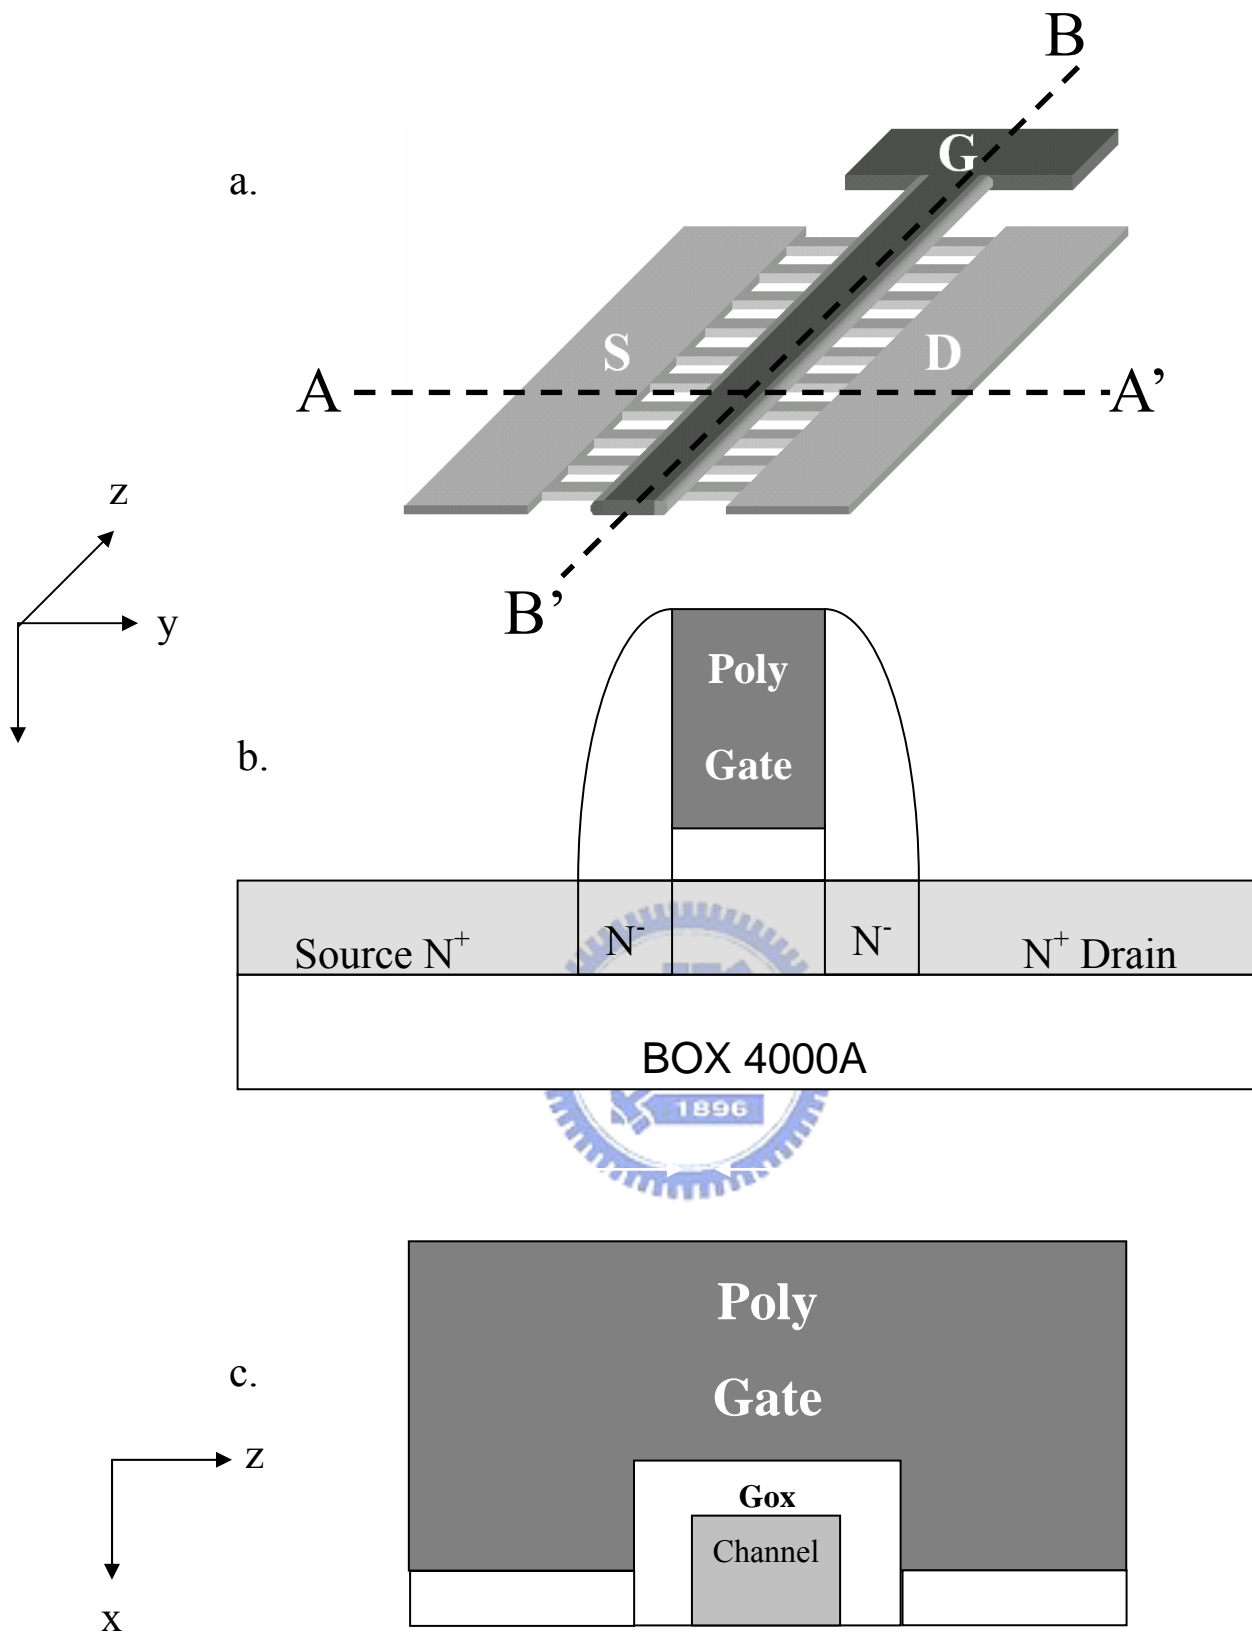 B
a.
G
S
D
A
A’
z
y
B’
Poly
Gate
b.
Source N⁺
N⁻
N⁻
N⁺ Drain
BOX 4000A
1896
Poly
Gate
c.
z
Gox
Channel
x